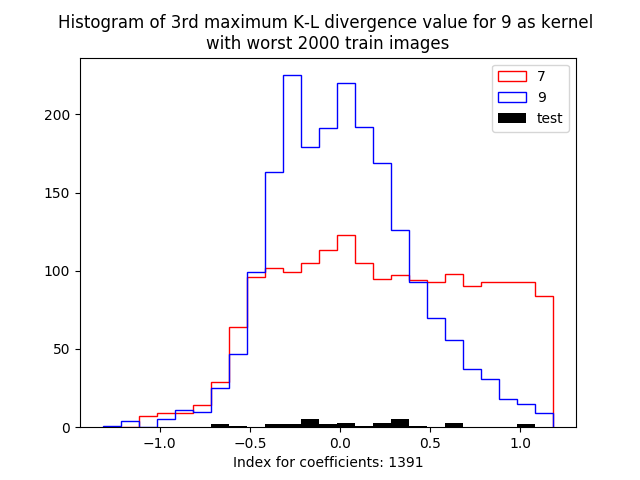 Histogram of 3rd maximum K-L divergence value for 9 as kernel
with worst 2000 train images
7
9
test
200
150
100
50
0
−1.0 −0.5 0.0 0.5 1.0
Index for coefficients: 1391